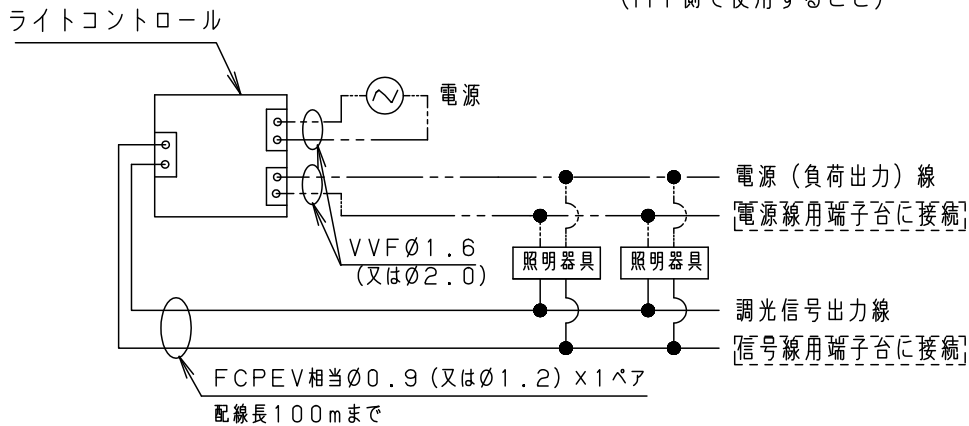 ライトコントロール
電源
電源（負荷出力）線
電源線用端子台に接続
VVFØ1.6
（又はØ2.0）
照明器具
照明器具
調光信号出力線
信号線用端子台に接続
FCPEV相当Ø0.9（又はØ1.2）×1ペア
配線長100mまで